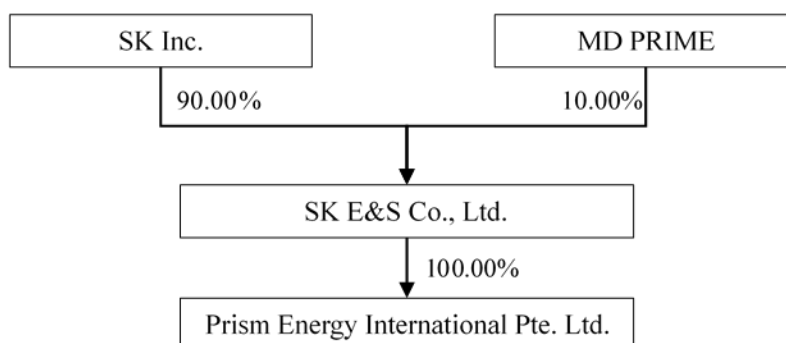 SK Inc.
MD PRIME
90.00%
10.00%
SK E&S Co., Ltd.
100.00%
Prism Energy International Pte. Ltd.